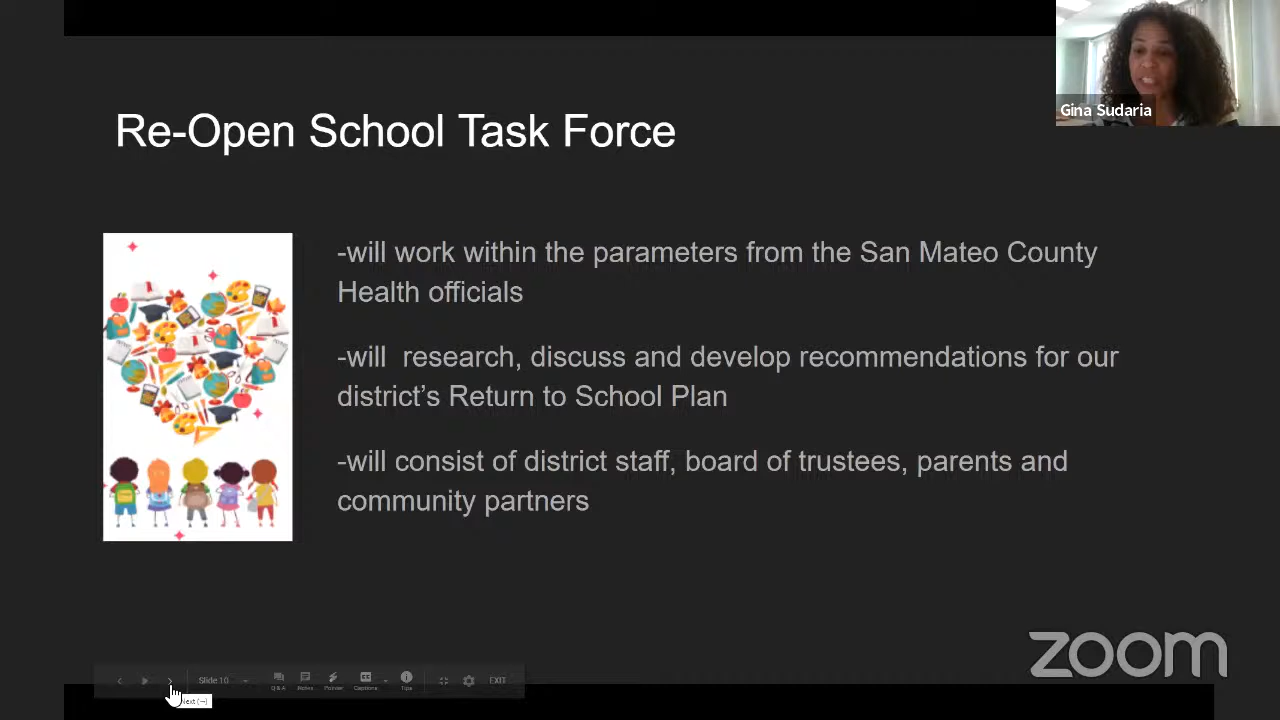 Gina Sudaria
Re-Open School Task Force
-will work within the parameters from the San Mateo County
Health officials
-will  research, discuss and develop recommendations for our
district’s Return to School Plan
-will consist of district staff, board of trustees, parents and
community partners
zoom
Slide 10
Q & A
Notes
Pointer
Captions
Tips
EXIT
Next (→)